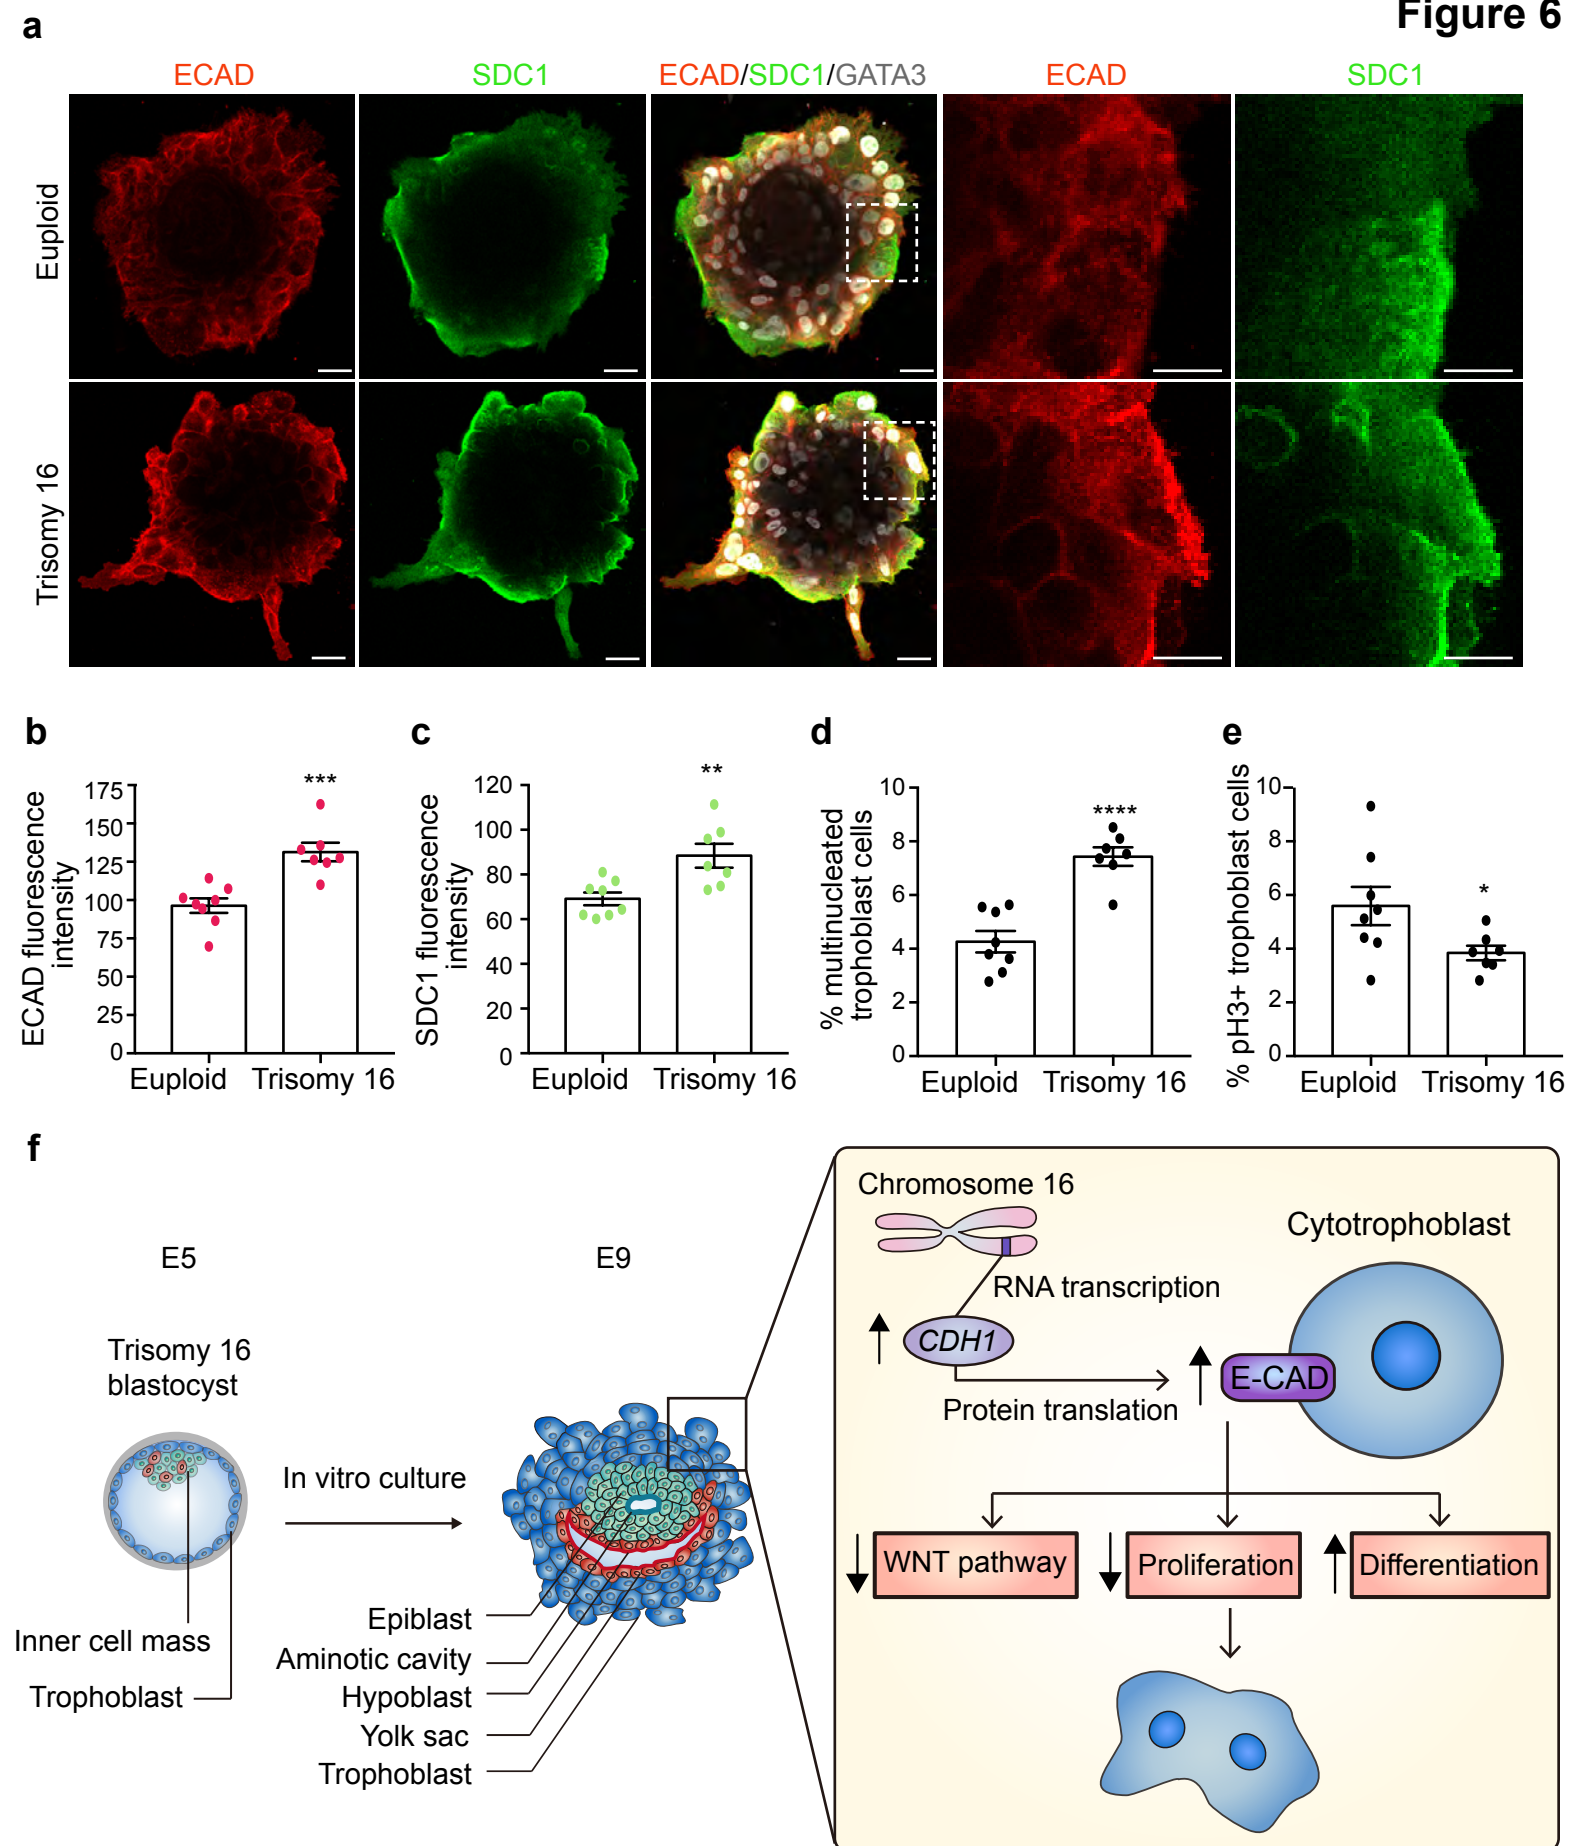 Figure 6
a
ECAD
SDC1
ECAD/SDC1/GATA3
ECAD
SDC1
Euploid
Trisomy 16
b
ECAD fluorescence
intensity
175
150
125
100
75
50
25
0
***
Euploid
Trisomy 16
c
SDC1 fluorescence
intensity
120
100
80
60
40
20
0
**
Euploid
Trisomy 16
d
% multinucleated
trophoblast cells
10
8
6
4
2
0
****
Euploid
Trisomy 16
e
% pH3+ trophoblast cells
10
8
6
4
2
0
*
Euploid
Trisomy 16
f
E5
Trisomy 16
blastocyst
Inner cell mass
Trophoblast
In vitro culture
E9
Epiblast
Aminotic cavity
Hypoblast
Yolk sac
Trophoblast
Chromosome 16
Cytotrophoblast
RNA transcription
CDH1
E-CAD
Protein translation
WNT pathway
Proliferation
Differentiation